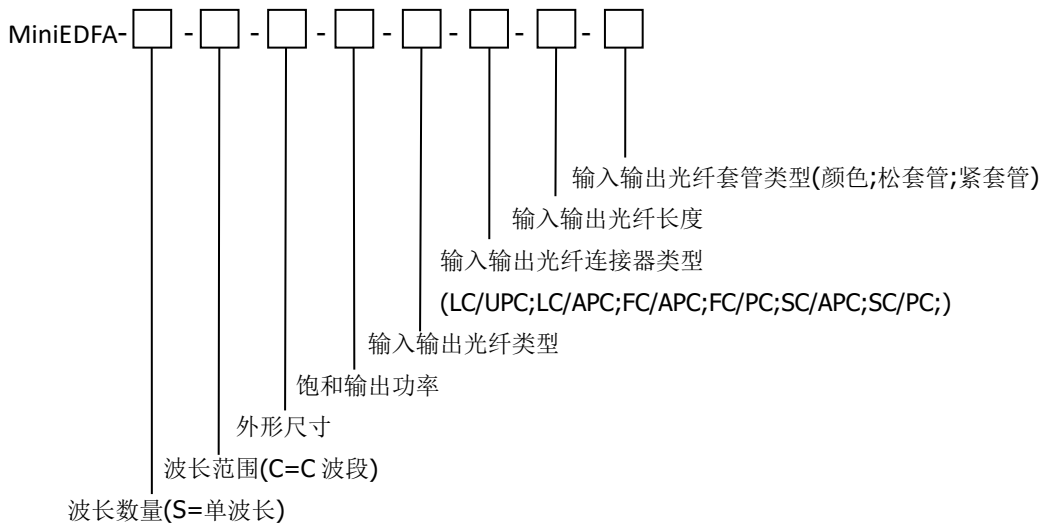 MiniEDFA- - - - - - - -
输入输出光纤套管类型(颜色;松套管;紧套管)
输入输出光纤长度
输入输出光纤连接器类型
(LC/UPC;LC/APC;FC/APC;FC/PC;SC/APC;SC/PC;)
输入输出光纤类型
饱和输出功率
外形尺寸
波长范围(C=C 波段)
波长数量(S=单波长)